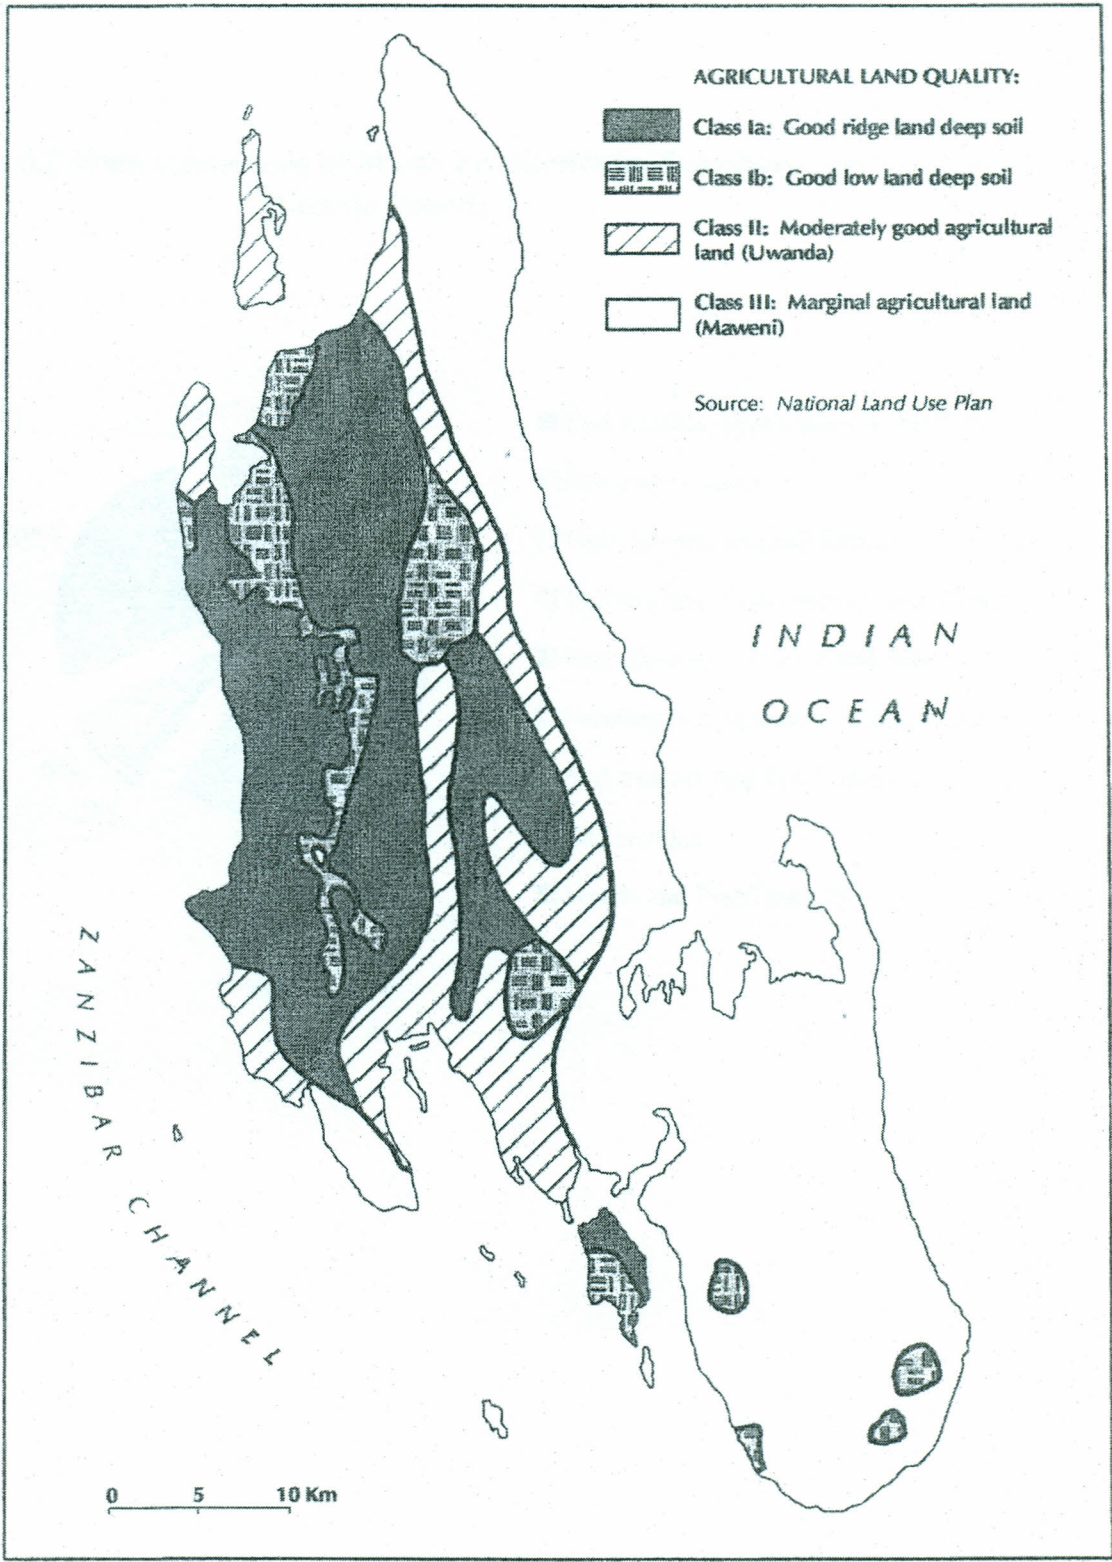 AGRICULTURAL LAND QUALITY:
Class Ia: Good ridge land deep soil
Class Ib: Good low land deep soil
Class II: Moderately good agricultural
land (Uwanda)
Class III: Marginal agricultural land
(Maweni)
Source: National Land Use Plan
INDIAN
OCEAN
ZANZIBAR CHANNEL
0 5 10 Km